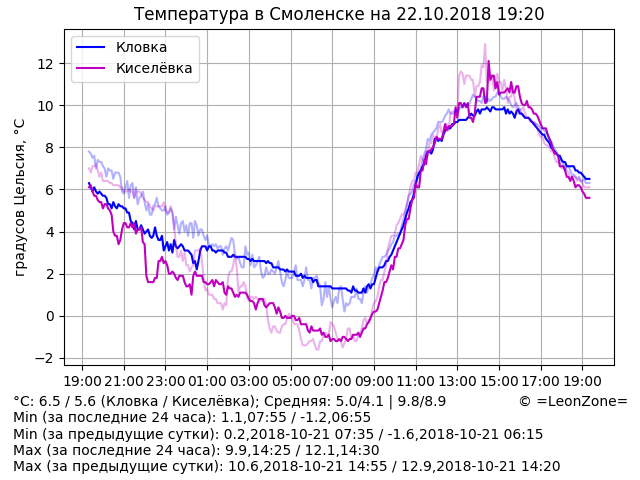 Температура в Смоленске на 22.10.2018 19:20
Кловка
Киселёвка
градусов Цельсия, °C
12
10
8
6
4
2
0
−2
19:00 21:00 23:00 01:00 03:00 05:00 07:00 09:00 11:00 13:00 15:00 17:00 19:00
°C: 6.5 / 5.6 (Кловка / Киселёвка); Средняя: 5.0/4.1 | 9.8/8.9 © =LeonZone=
Min (за последние 24 часа): 1.1,07:55 / -1.2,06:55
Min (за предыдущие сутки): 0.2,2018-10-21 07:35 / -1.6,2018-10-21 06:15
Max (за последние 24 часа): 9.9,14:25 / 12.1,14:30
Max (за предыдущие сутки): 10.6,2018-10-21 14:55 / 12.9,2018-10-21 14:20